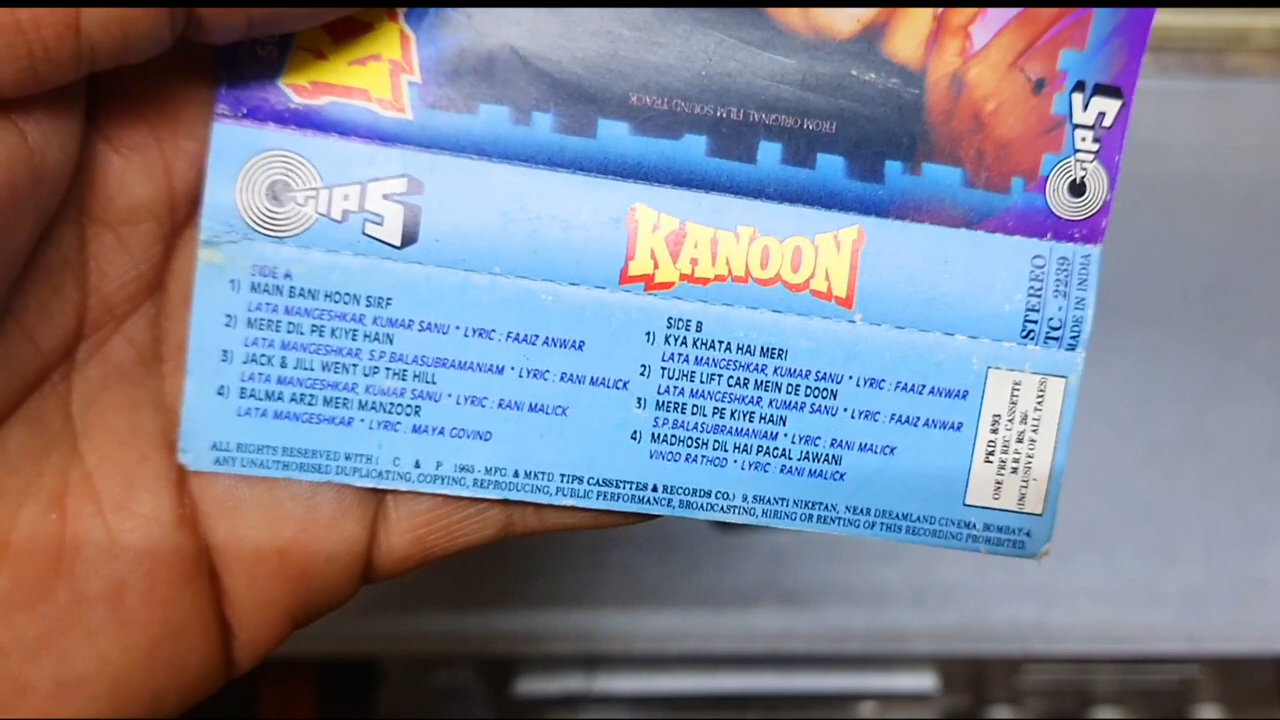 FROM ORIGINAL FILM SOUND TRACK
TIPS
TIPS
KANOON
STEREO
TC - 2239
MADE IN INDIA
SIDE A
1) MAIN BANI HOON SIRF
LATA MANGESHKAR, KUMAR SANU * LYRIC : FAAIZ ANWAR
2) MERE DIL PE KIYE HAIN
LATA MANGESHKAR, S.P.BALASUBRAMANIAM * LYRIC : RANI MALICK
3) JACK & JILL WENT UP THE HILL
LATA MANGESHKAR, KUMAR SANU * LYRIC : RANI MALICK
4) BALMA ARZI MERI MANZOOR
LATA MANGESHKAR * LYRIC : MAYA GOVIND
SIDE B
1) KYA KHATA HAI MERI
LATA MANGESHKAR, KUMAR SANU * LYRIC : FAAIZ ANWAR
2) TUJHE LIFT CAR MEIN DE DOON
LATA MANGESHKAR, KUMAR SANU * LYRIC : FAAIZ ANWAR
3) MERE DIL PE KIYE HAIN
S.P.BALASUBRAMANIAM * LYRIC : RANI MALICK
4) MADHOSH DIL HAI PAGAL JAWANI
VINOD RATHOD * LYRIC : RANI MALICK
PKD. 8/93
ONE PRE REC. CASSETTE
M.R.P. RS. 26/-
(INCLUSIVE OF ALL TAXES)
ALL RIGHTS RESERVED WITH ( C & P 1993 - MFG. & MKTD. TIPS CASSETTES & RECORDS CO.) 9, SHANTI NIKETAN, NEAR DREAMLAND CINEMA, BOMBAY-4.
ANY UNAUTHORISED DUPLICATING, COPYING, REPRODUCING, PUBLIC PERFORMANCE, BROADCASTING, HIRING OR RENTING OF THIS RECORDING PROHIBITED.